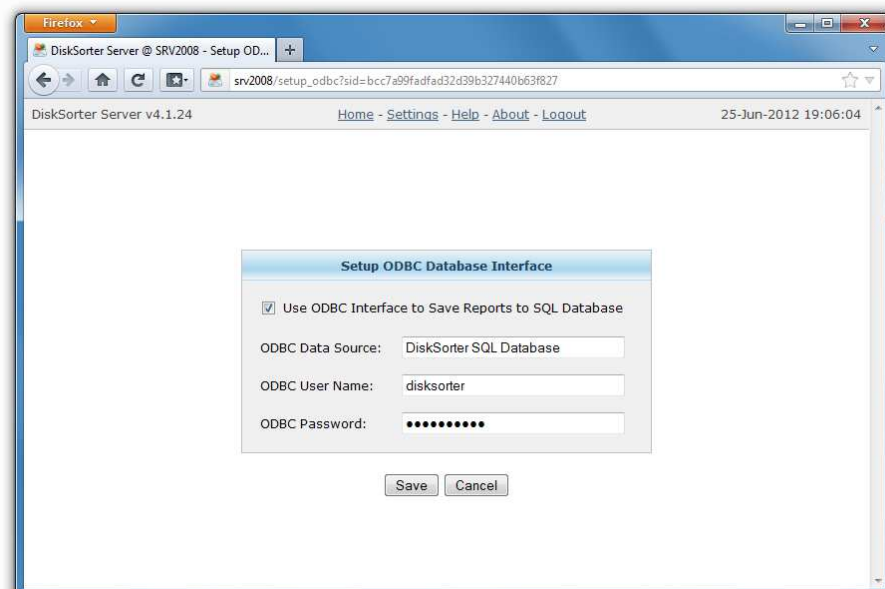 Firefox
DiskSorter Server @ SRV2008 - Setup OD...
srv2008/setup_odbc?sid=bcc7a99fadfad32d39b327440b63f827
DiskSorter Server v4.1.24 Home - Settings - Help - About - Logout 25-Jun-2012 19:06:04
Setup ODBC Database Interface
Use ODBC Interface to Save Reports to SQL Database
ODBC Data Source: DiskSorter SQL Database
ODBC User Name: disksorter
ODBC Password: ●●●●●●●●●●
Save Cancel